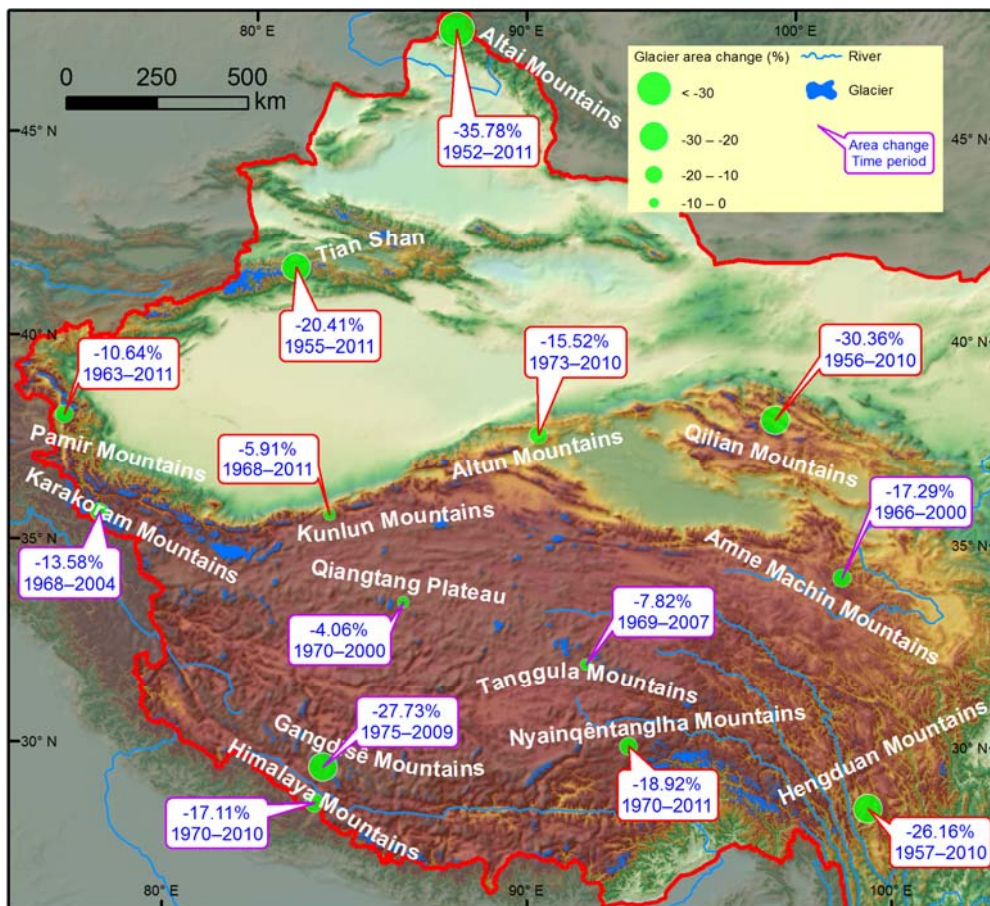 80° E
90° E
100° E
0 250 500
km
45° N
45° N
Altai Mountains
Glacier area change (%)
< -30
-30 – -20
-20 – -10
-10 – 0
River
Glacier
Area change
Time period
-35.78%
1952–2011
Tian Shan
-20.41%
1955–2011
40° N
40° N
-10.64%
1963–2011
-15.52%
1973–2010
-30.36%
1956–2010
Pamir Mountains
-5.91%
1968–2011
Altun Mountains
Qilian Mountains
Karakoram Mountains
Kunlun Mountains
-17.29%
1966–2000
35° N
35° N
-13.58%
1968–2004
Qiangtang Plateau
Amne Machin Mountains
-4.06%
1970–2000
-7.82%
1969–2007
Tanggula Mountains
-27.73%
1975–2009
Gangdisê Mountains
Nyainqêntanglha Mountains
Hengduan Mountains
30° N
30° N
Himalaya Mountains
-17.11%
1970–2010
-18.92%
1970–2011
-26.16%
1957–2010
80° E
90° E
100° E